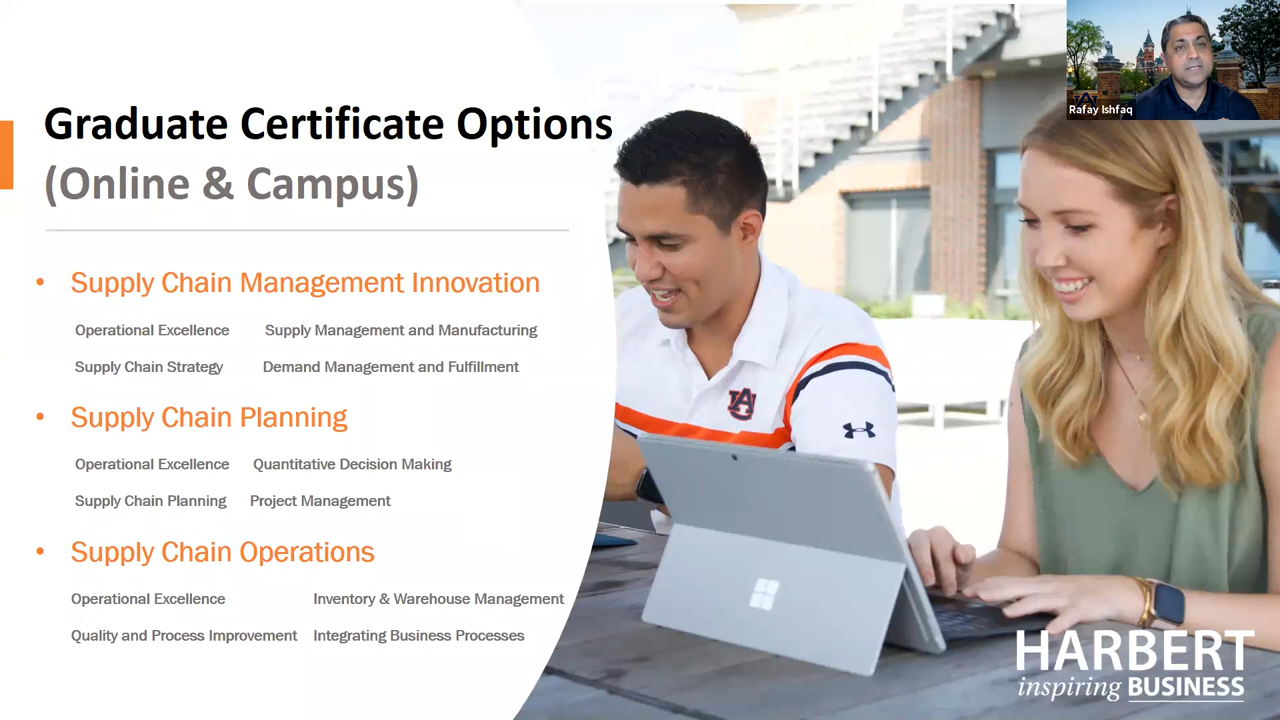 Rafay Ishfaq
Graduate Certificate Options
(Online & Campus)
• Supply Chain Management Innovation
Operational Excellence Supply Management and Manufacturing
Supply Chain Strategy Demand Management and Fulfillment
• Supply Chain Planning
Operational Excellence Quantitative Decision Making
Supply Chain Planning Project Management
• Supply Chain Operations
Operational Excellence Inventory & Warehouse Management
Quality and Process Improvement Integrating Business Processes
AU
HARBERT
inspiring BUSINESS